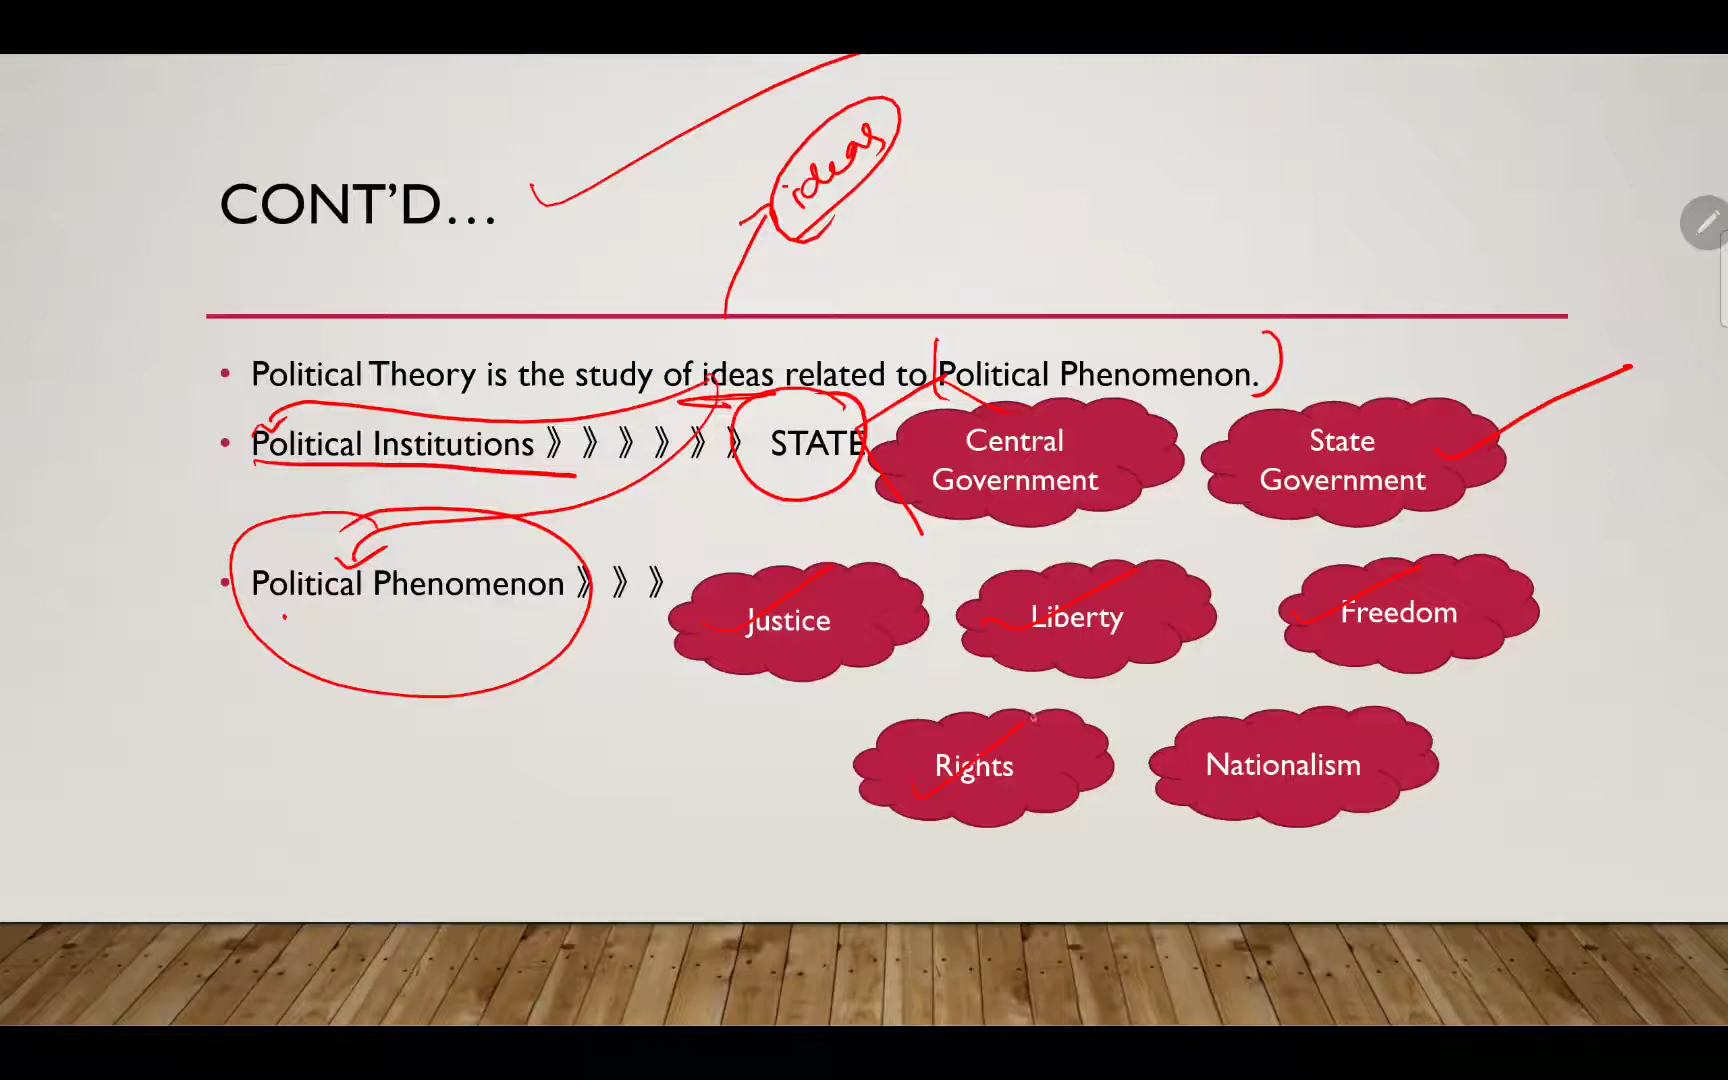 ideas
CONT'D...
• Political Theory is the study of ideas related to Political Phenomenon.
• Political Institutions 》》》》》》 STATE
Central
Government
State
Government
• Political Phenomenon 》》》
Justice
Liberty
Freedom
Rights
Nationalism